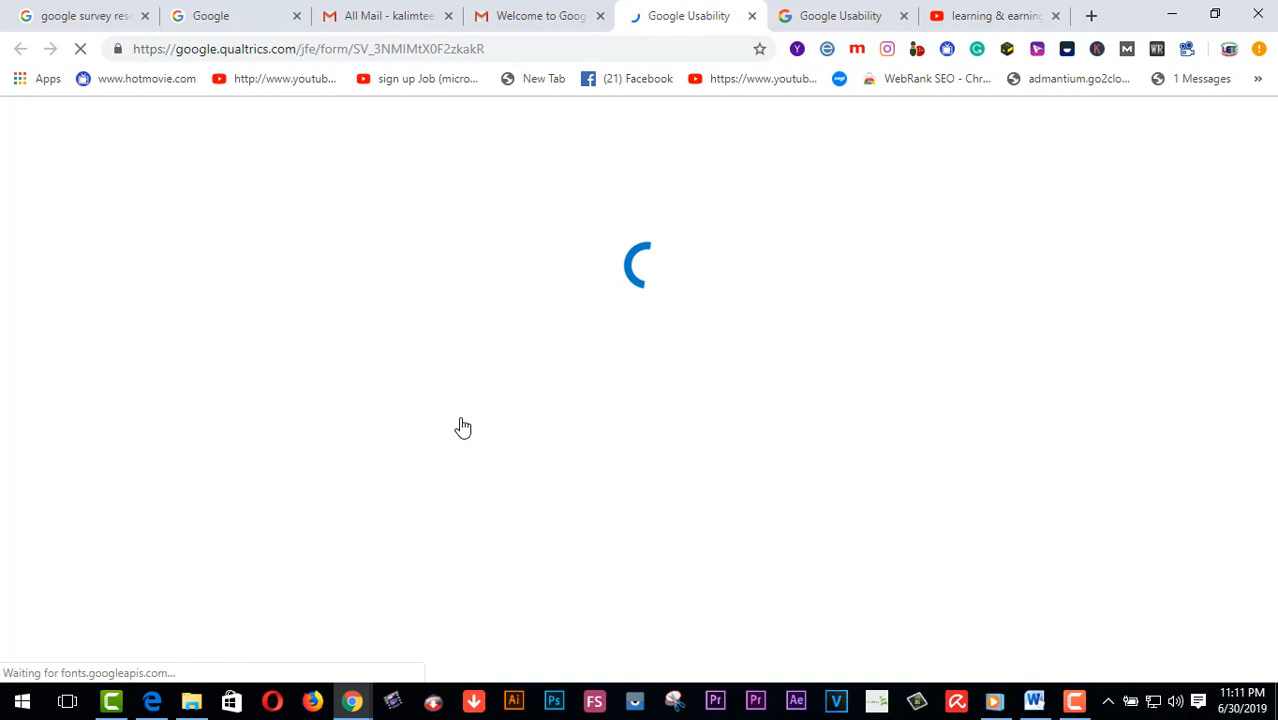 google survey res
Google
All Mail - kalimtee
Welcome to Goog
Google Usability
Google Usability
learning & earning
https://google.qualtrics.com/jfe/form/SV_3NMIMtX0F2zkakR
Apps
www.hotmovie.com
http://www.youtub...
sign up Job (micro...
New Tab
(21) Facebook
https://www.youtub...
WebRank SEO - Chr...
admantium.go2clo...
1 Messages
»
Waiting for fonts.googleapis.com...
11:11 PM
6/30/2019